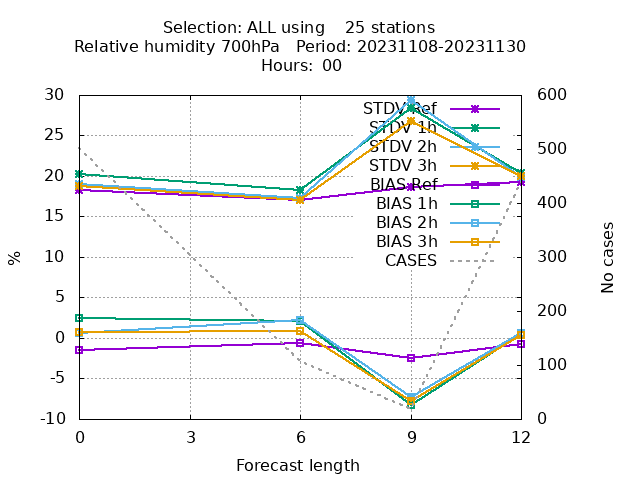 Selection: ALL using    25 stations
Relative humidity 700hPa   Period: 20231108-20231130
Hours: 00
30
25
20
15
10
5
0
-5
-10
%
STDV Ref
STDV 1h
STDV 2h
STDV 3h
BIAS Ref
BIAS 1h
BIAS 2h
BIAS 3h
CASES
600
500
400
300
200
100
0
No cases
0 3 6 9 12
Forecast length